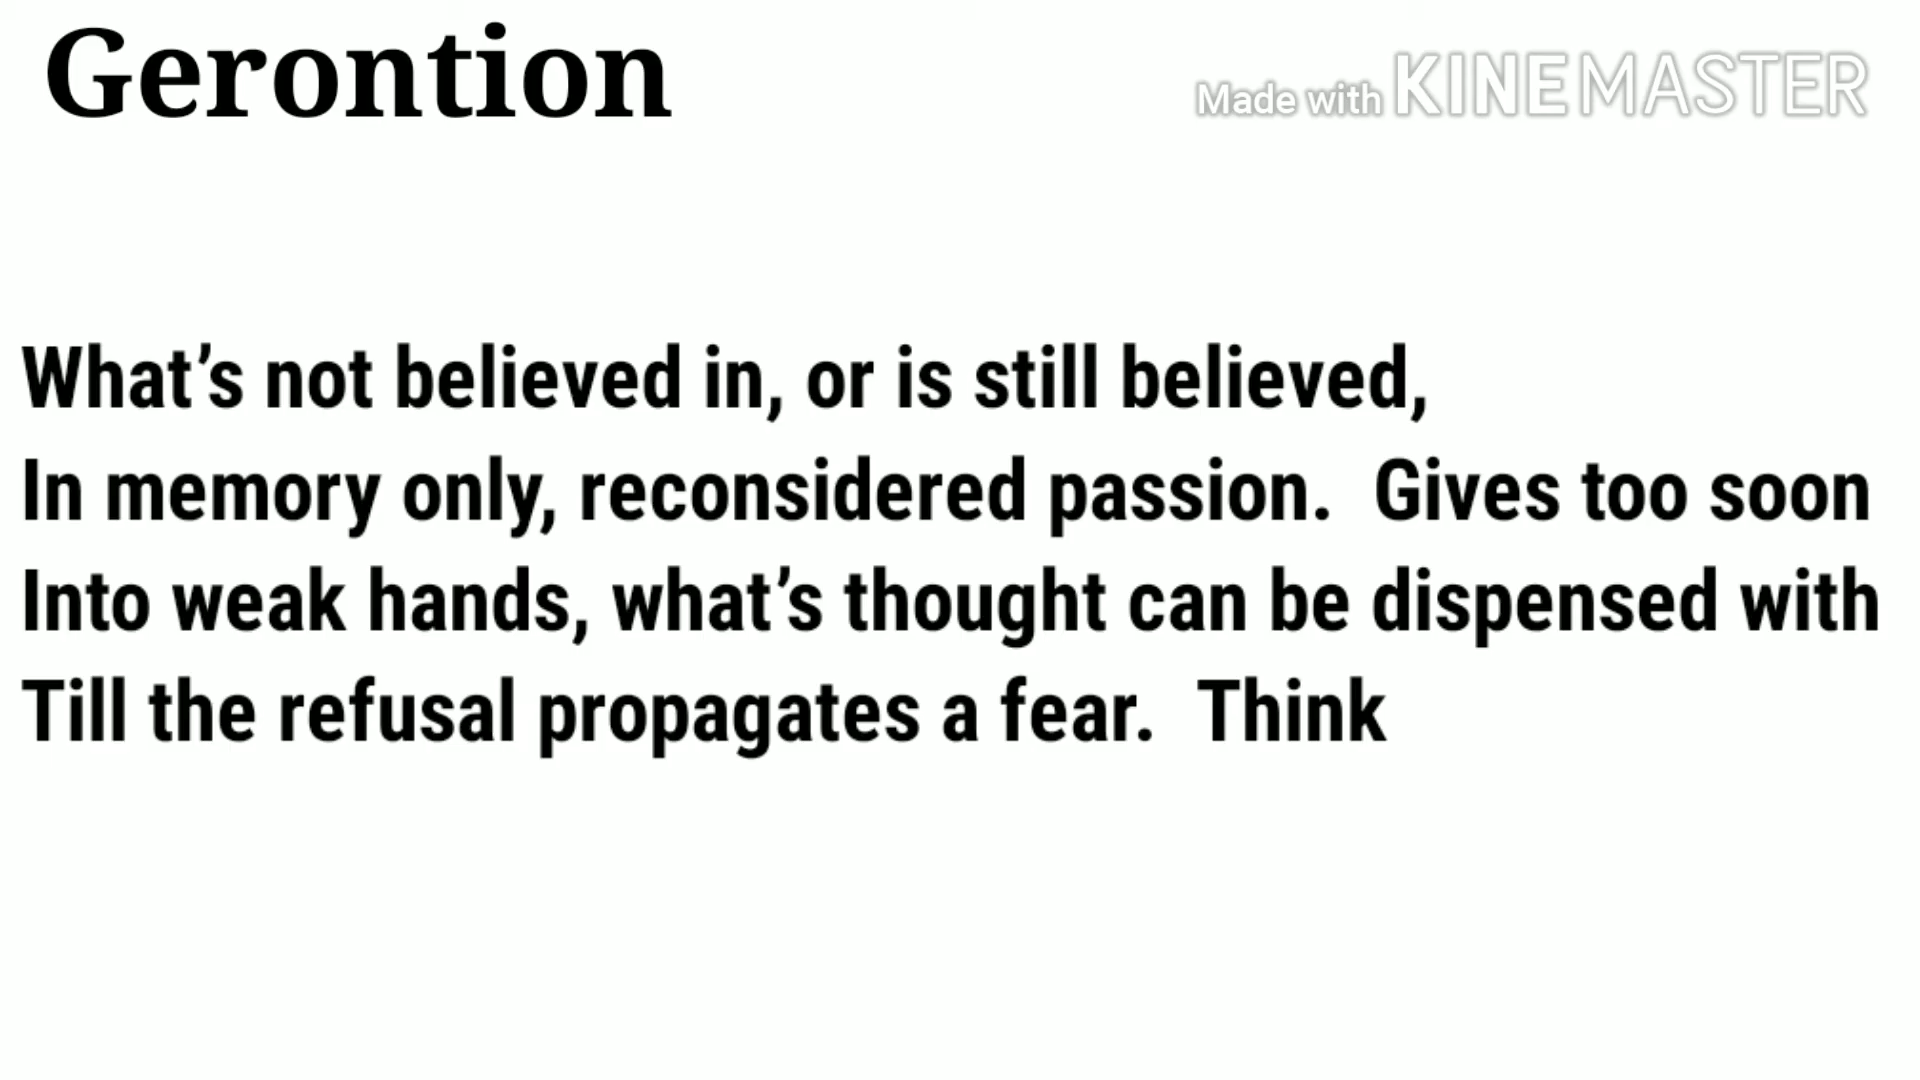 Gerontion
Made with KINEMASTER
What’s not believed in, or is still believed,
In memory only, reconsidered passion.  Gives too soon
Into weak hands, what’s thought can be dispensed with
Till the refusal propagates a fear.  Think